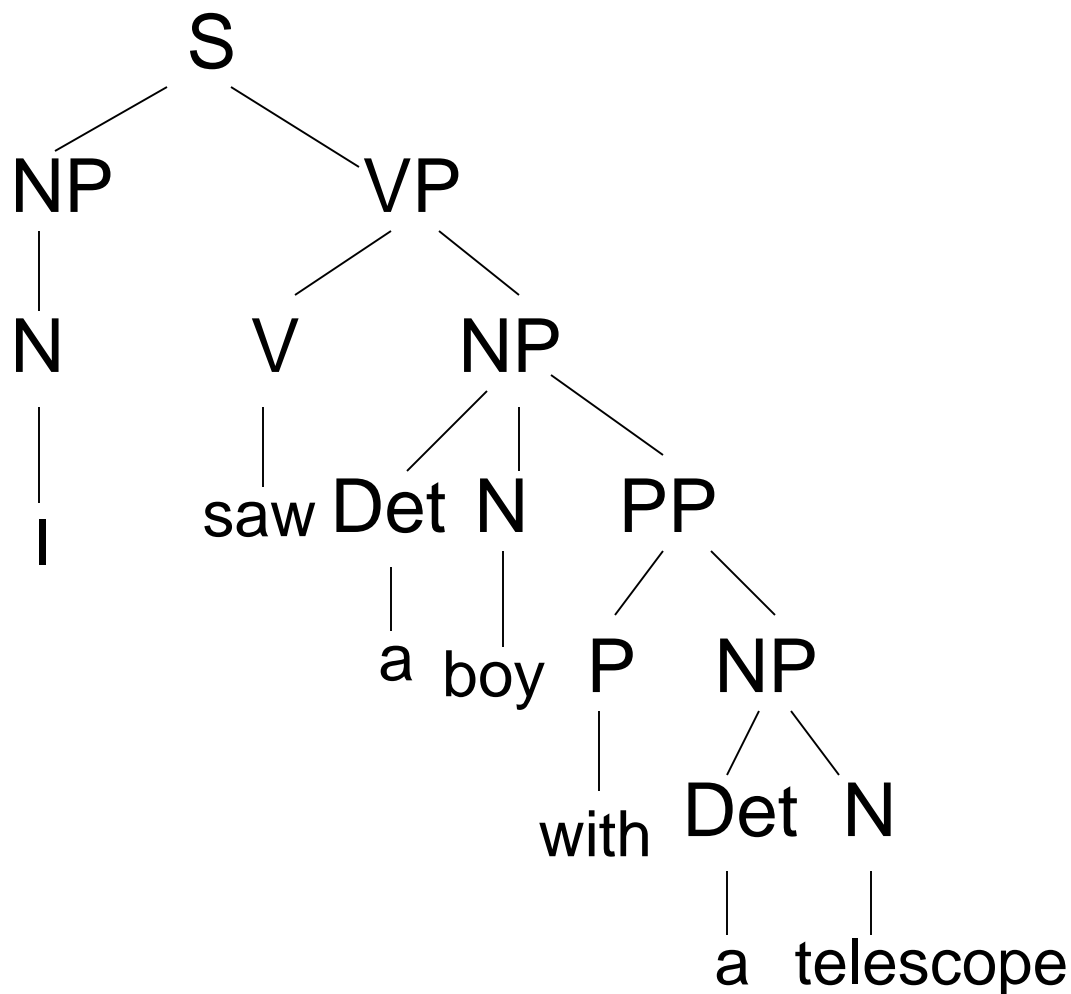 S
NP VP
N V NP
I saw Det N PP
a boy P NP
with Det N
a telescope